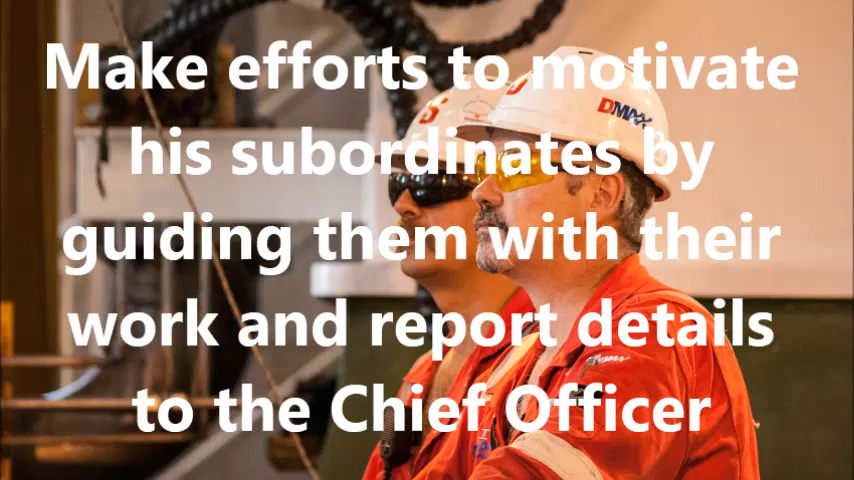 Make efforts to motivate
his subordinates by
guiding them with their
work and report details
to the Chief Officer
DMAX
S